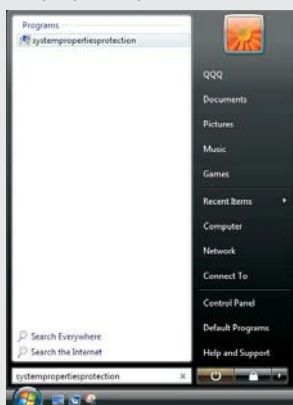 Programs
systempropertiesprotection
Search Everywhere
Search the Internet
systempropertiesprotection
QQQ
Documents
Pictures
Music
Games
Recent Items
Computer
Network
Connect To
Control Panel
Default Programs
Help and Support